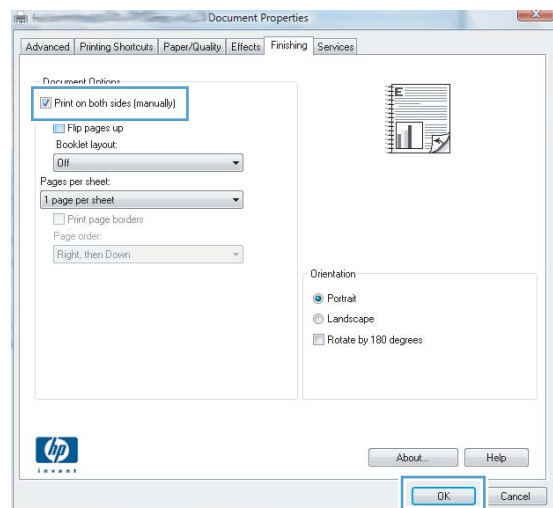 Document Properties
Advanced Printing Shortcuts Paper/Quality Effects Finishing Services
Document Options
Print on both sides (manually)
Flip pages up
Booklet layout:
Off
Pages per sheet:
1 page per sheet
Print page borders
Page order:
Right, then Down
E
Orientation
Portrait
Landscape
Rotate by 180 degrees
hp
invent
About... Help
OK Cancel